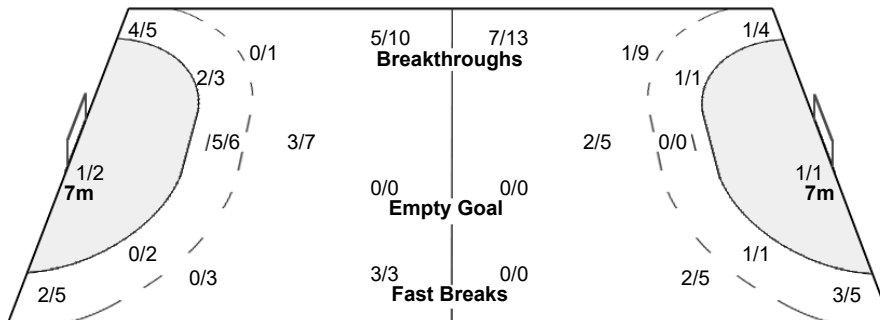 4/5 5/10 7/13 1/4
0/1 Breakthroughs 1/9
2/3 1/1
5/6 3/7 2/5 0/0
1/2 1/1
7m 0/0 0/0 7m
Empty Goal
0/2 1/1
0/3 3/3 0/0 2/5
2/5 Fast Breaks 3/5